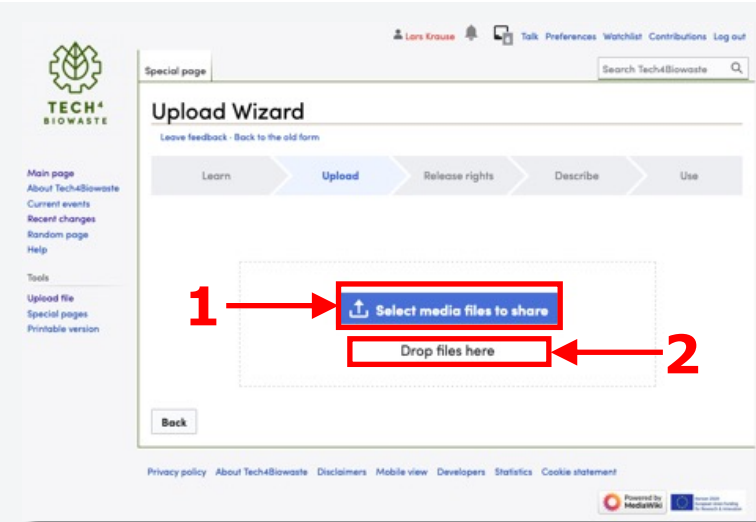 Lars Krause Talk Preferences Watchlist Contributions Log out
Special page
Search Tech4Biowaste
TECH⁴
BIOWASTE
Upload Wizard
Leave feedback · Back to the old form
Learn Upload Release rights Describe Use
Main page
About Tech4Biowaste
Current events
Recent changes
Random page
Help
Tools
Upload file
Special pages
Printable version
1
Select media files to share
Drop files here
2
Back
Privacy policy About Tech4Biowaste Disclaimers Mobile view Developers Statistics Cookie statement
Powered by
MediaWiki